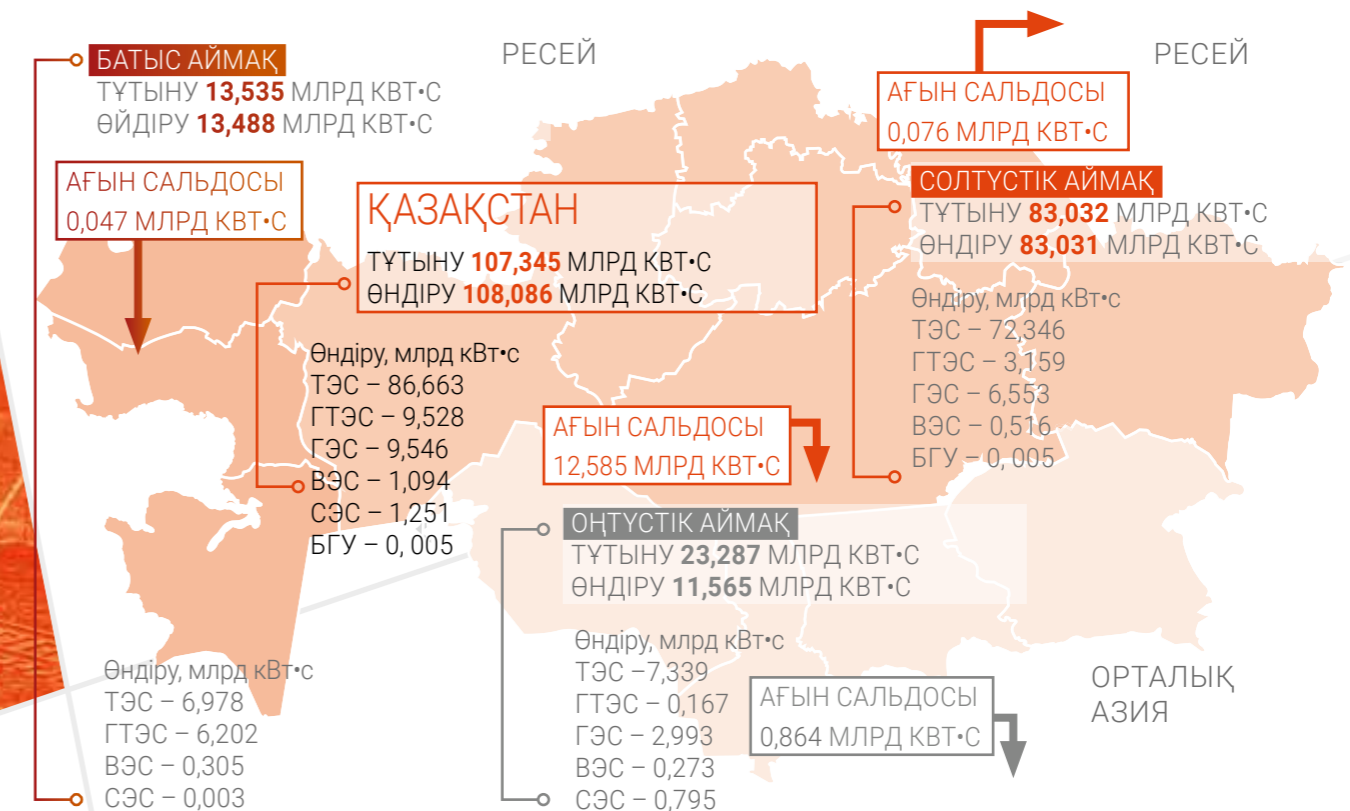 БАТЫС АЙМАҚ
ТҰТЫНУ 13,535 МЛРД КВТ•С
ӨЙДІРУ 13,488 МЛРД КВТ•С
АҒЫН САЛЬДОСЫ
0,047 МЛРД КВТ•С
РЕСЕЙ
РЕСЕЙ
АҒЫН САЛЬДОСЫ
0,076 МЛРД КВТ•С
ҚАЗАҚСТАН
ТҰТЫНУ 107,345 МЛРД КВТ•С
ӨНДІРУ 108,086 МЛРД КВТ•С
Өндіру, млрд кВт•с
ТЭС – 86,663
ГТЭС – 9,528
ГЭС – 9,546
ВЭС – 1,094
СЭС – 1,251
БГУ – 0, 005
СОЛТҮСТІК АЙМАҚ
ТҰТЫНУ 83,032 МЛРД КВТ•С
ӨНДІРУ 83,031 МЛРД КВТ•С
Өндіру, млрд кВт•с
ТЭС – 72,346
ГТЭС – 3,159
ГЭС – 6,553
ВЭС – 0,516
БГУ – 0, 005
АҒЫН САЛЬДОСЫ
12,585 МЛРД КВТ•С
ОҢТҮСТІК АЙМАҚ
ТҰТЫНУ 23,287 МЛРД КВТ•С
ӨНДІРУ 11,565 МЛРД КВТ•С
Өндіру, млрд кВт•с
ТЭС –7,339
ГТЭС – 0,167
ГЭС – 2,993
ВЭС – 0,273
СЭС – 0,795
АҒЫН САЛЬДОСЫ
0,864 МЛРД КВТ•С
ОРТАЛЫҚ
АЗИЯ
Өндіру, млрд кВт•с
ТЭС – 6,978
ГТЭС – 6,202
ВЭС – 0,305
СЭС – 0,003